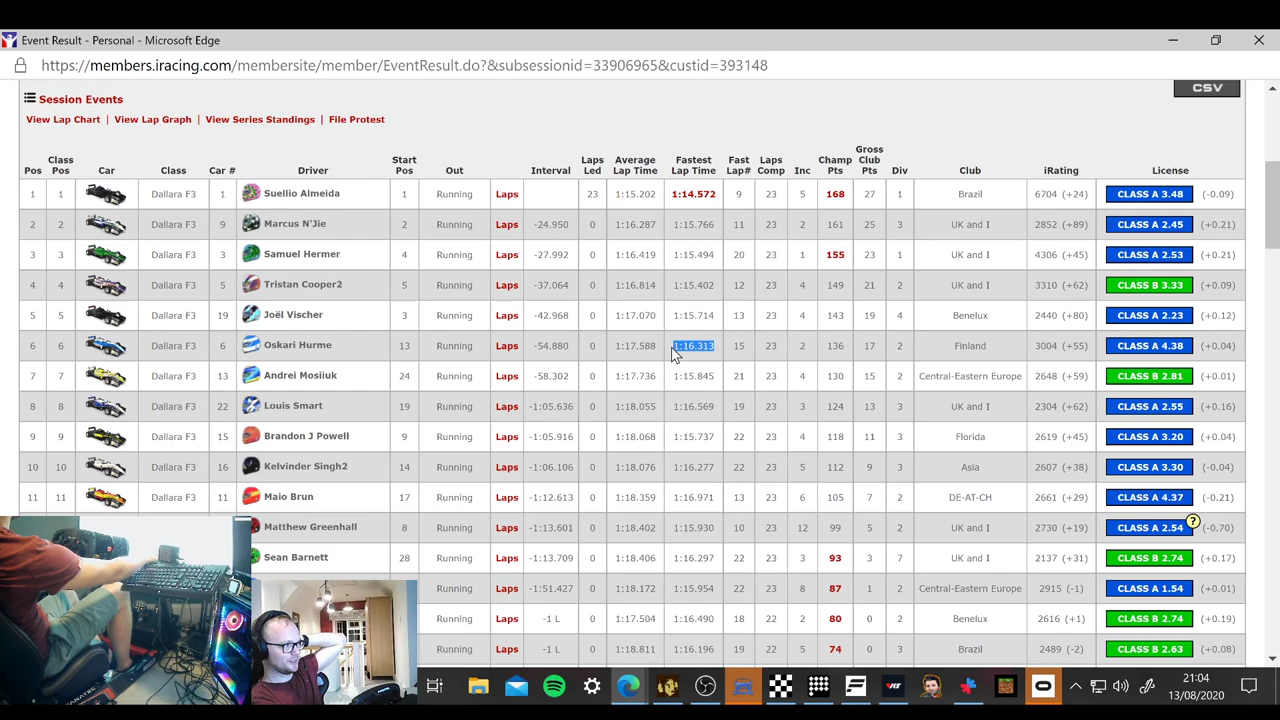 Event Result - Personal - Microsoft Edge
https://members.iracing.com/membersite/member/EventResult.do?&subsessionid=33906965&custid=393148
Session Events
CSV
View Lap Chart | View Lap Graph | View Series Standings | File Protest
Pos Class Pos Car Class Car # Driver Start Pos Out Interval Laps Led Average Lap Time Fastest Lap Time Fast Lap# Laps Comp Inc Champ Pts Gross Club Pts Div Club iRating License
1 1 Dallara F3 1 Suellio Almeida 1 Running Laps 23 1:15.202 1:14.572 9 23 5 168 27 1 Brazil 6704 (+24) CLASS A 3.48 (-0.09)
2 2 Dallara F3 9 Marcus N'Jie 2 Running Laps -24.950 0 1:16.287 1:15.766 11 23 2 161 25 3 UK and I 2852 (+89) CLASS A 2.45 (+0.21)
3 3 Dallara F3 3 Samuel Hermer 4 Running Laps -27.992 0 1:16.419 1:15.494 20 23 1 155 23 1 UK and I 4306 (+45) CLASS A 2.53 (+0.21)
4 4 Dallara F3 5 Tristan Cooper2 5 Running Laps -37.064 0 1:16.814 1:15.402 12 23 4 149 21 2 UK and I 3310 (+62) CLASS B 3.33 (+0.09)
5 5 Dallara F3 19 Joël Vischer 3 Running Laps -42.968 0 1:17.070 1:15.714 13 23 4 143 19 4 Benelux 2440 (+80) CLASS A 2.23 (+0.12)
6 6 Dallara F3 6 Oskari Hurme 13 Running Laps -54.880 0 1:17.588 1:16.313 15 23 4 136 17 2 Finland 3004 (+55) CLASS A 4.38 (+0.04)
7 7 Dallara F3 13 Andrei Mosiiuk 24 Running Laps -58.302 0 1:17.736 1:15.845 21 23 4 130 15 2 Central-Eastern Europe 2648 (+59) CLASS B 2.81 (+0.01)
8 8 Dallara F3 22 Louis Smart 19 Running Laps -1:05.636 0 1:18.055 1:16.569 19 23 3 124 13 3 UK and I 2304 (+62) CLASS A 2.55 (+0.16)
9 9 Dallara F3 15 Brandon J Powell 9 Running Laps -1:05.916 0 1:18.068 1:15.737 22 23 4 118 11 3 Florida 2619 (+45) CLASS A 3.20 (+0.04)
10 10 Dallara F3 16 Kelvinder Singh2 14 Running Laps -1:06.106 0 1:18.076 1:16.277 22 23 6 112 9 3 Asia 2607 (+38) CLASS A 3.30 (-0.04)
11 11 Dallara F3 11 Maio Brun 17 Running Laps -1:12.613 0 1:18.359 1:16.971 13 23 6 105 7 2 DE-AT-CH 2661 (+29) CLASS A 4.37 (-0.21)
Matthew Greenhall 8 Running Laps -1:13.601 0 1:18.402 1:15.930 10 23 12 99 5 2 UK and I 2730 (+19) CLASS A 2.54 (-0.70)
Sean Barnett 28 Running Laps -1:13.709 0 1:18.406 1:16.297 22 23 4 93 3 7 UK and I 2137 (+31) CLASS B 2.74 (+0.17)
Running Laps -1:51.427 0 1:18.172 1:15.954 22 23 8 87 1 2 Central-Eastern Europe 2915 (-1) CLASS A 1.54 (+0.01)
Running Laps -1 L 0 1:17.504 1:16.490 18 22 2 80 0 2 Benelux 2616 (+1) CLASS B 2.74 (+0.19)
Running Laps -1 L 0 1:18.811 1:16.196 19 22 5 74 0 3 Brazil 2489 (-2) CLASS B 2.63 (+0.08)
21:04
13/08/2020